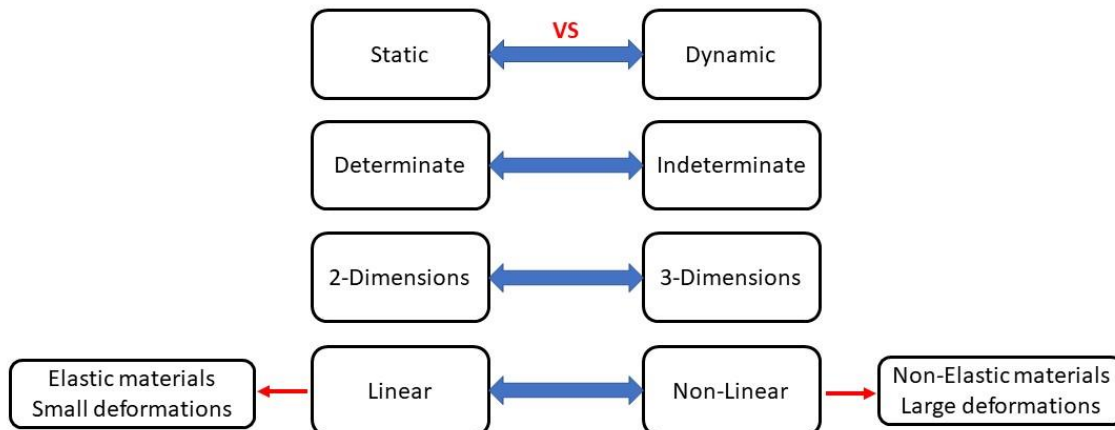 VS
Static
Dynamic
Determinate
Indeterminate
2-Dimensions
3-Dimensions
Elastic materials
Small deformations
Linear
Non-Linear
Non-Elastic materials
Large deformations